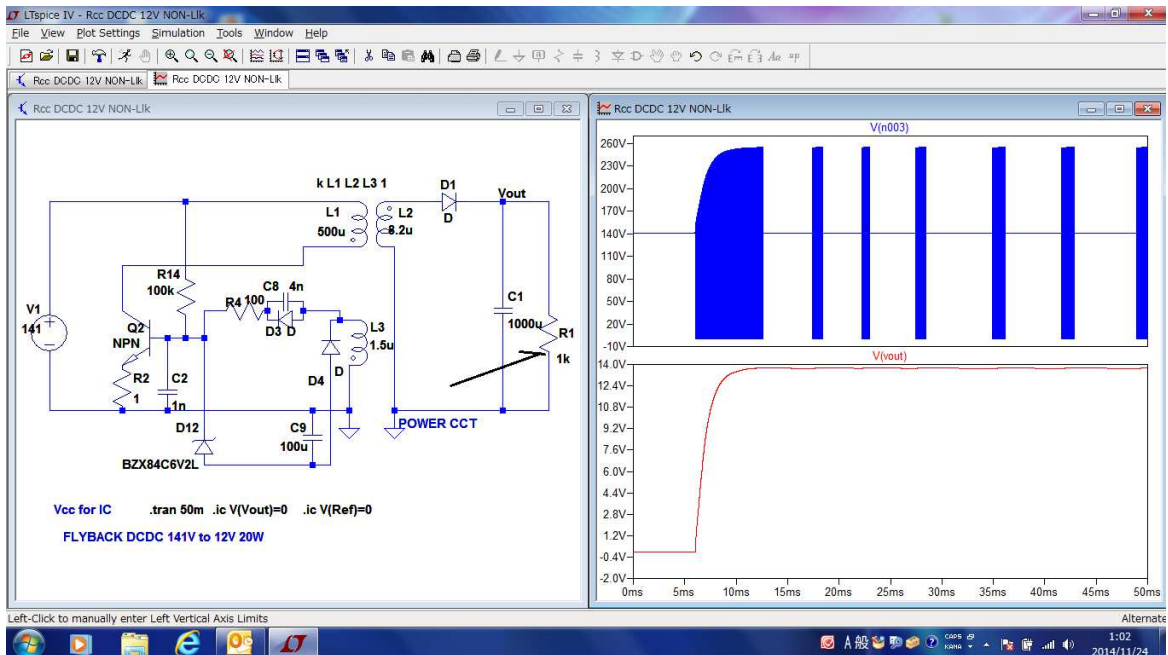 LTspice IV - Rcc DCDC 12V NON-Llk
File View Plot Settings Simulation Tools Window Help
Rcc DCDC 12V NON-Llk Rcc DCDC 12V NON-Llk
Rcc DCDC 12V NON-Llk
k L1 L2 L3 1
D1
D
Vout
L1
500u
L2
8.2u
R14
100k
C8 4n
R4 100
D3 D
V1
141
Q2
NPN
L3
1.5u
C1
1000u
R1
1k
R2
1
C2
1n
D4
D
D12
BZX84C6V2L
C9
100u
POWER CCT
Vcc for IC .tran 50m .ic V(Vout)=0 .ic V(Ref)=0
FLYBACK DCDC 141V to 12V 20W
Rcc DCDC 12V NON-Llk
V(n003)
260V
230V
200V
170V
140V
110V
80V
50V
20V
-10V
V(vout)
14.0V
12.4V
10.8V
9.2V
7.6V
6.0V
4.4V
2.8V
1.2V
-0.4V
-2.0V
0ms 5ms 10ms 15ms 20ms 25ms 30ms 35ms 40ms 45ms 50ms
Left-Click to manually enter Left Vertical Axis Limits
Alternate
A 般
CAPS
KANA
1:02
2014/11/24